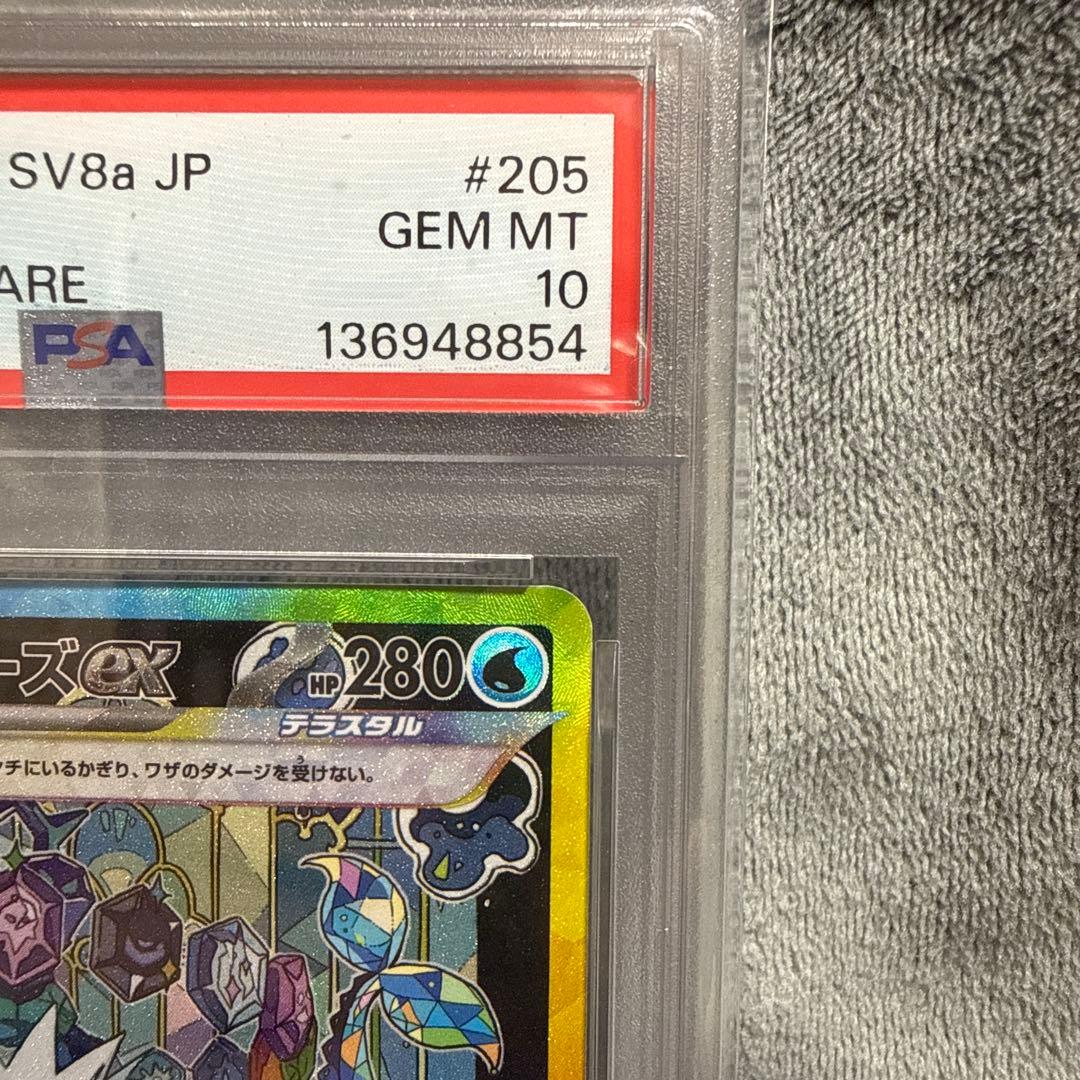 SV8a JP #205
GEM MT
ARE 10
PSA 136948854
ーズex HP280
テラスタル
チにいるかぎり、ワザのダメージを受けない。